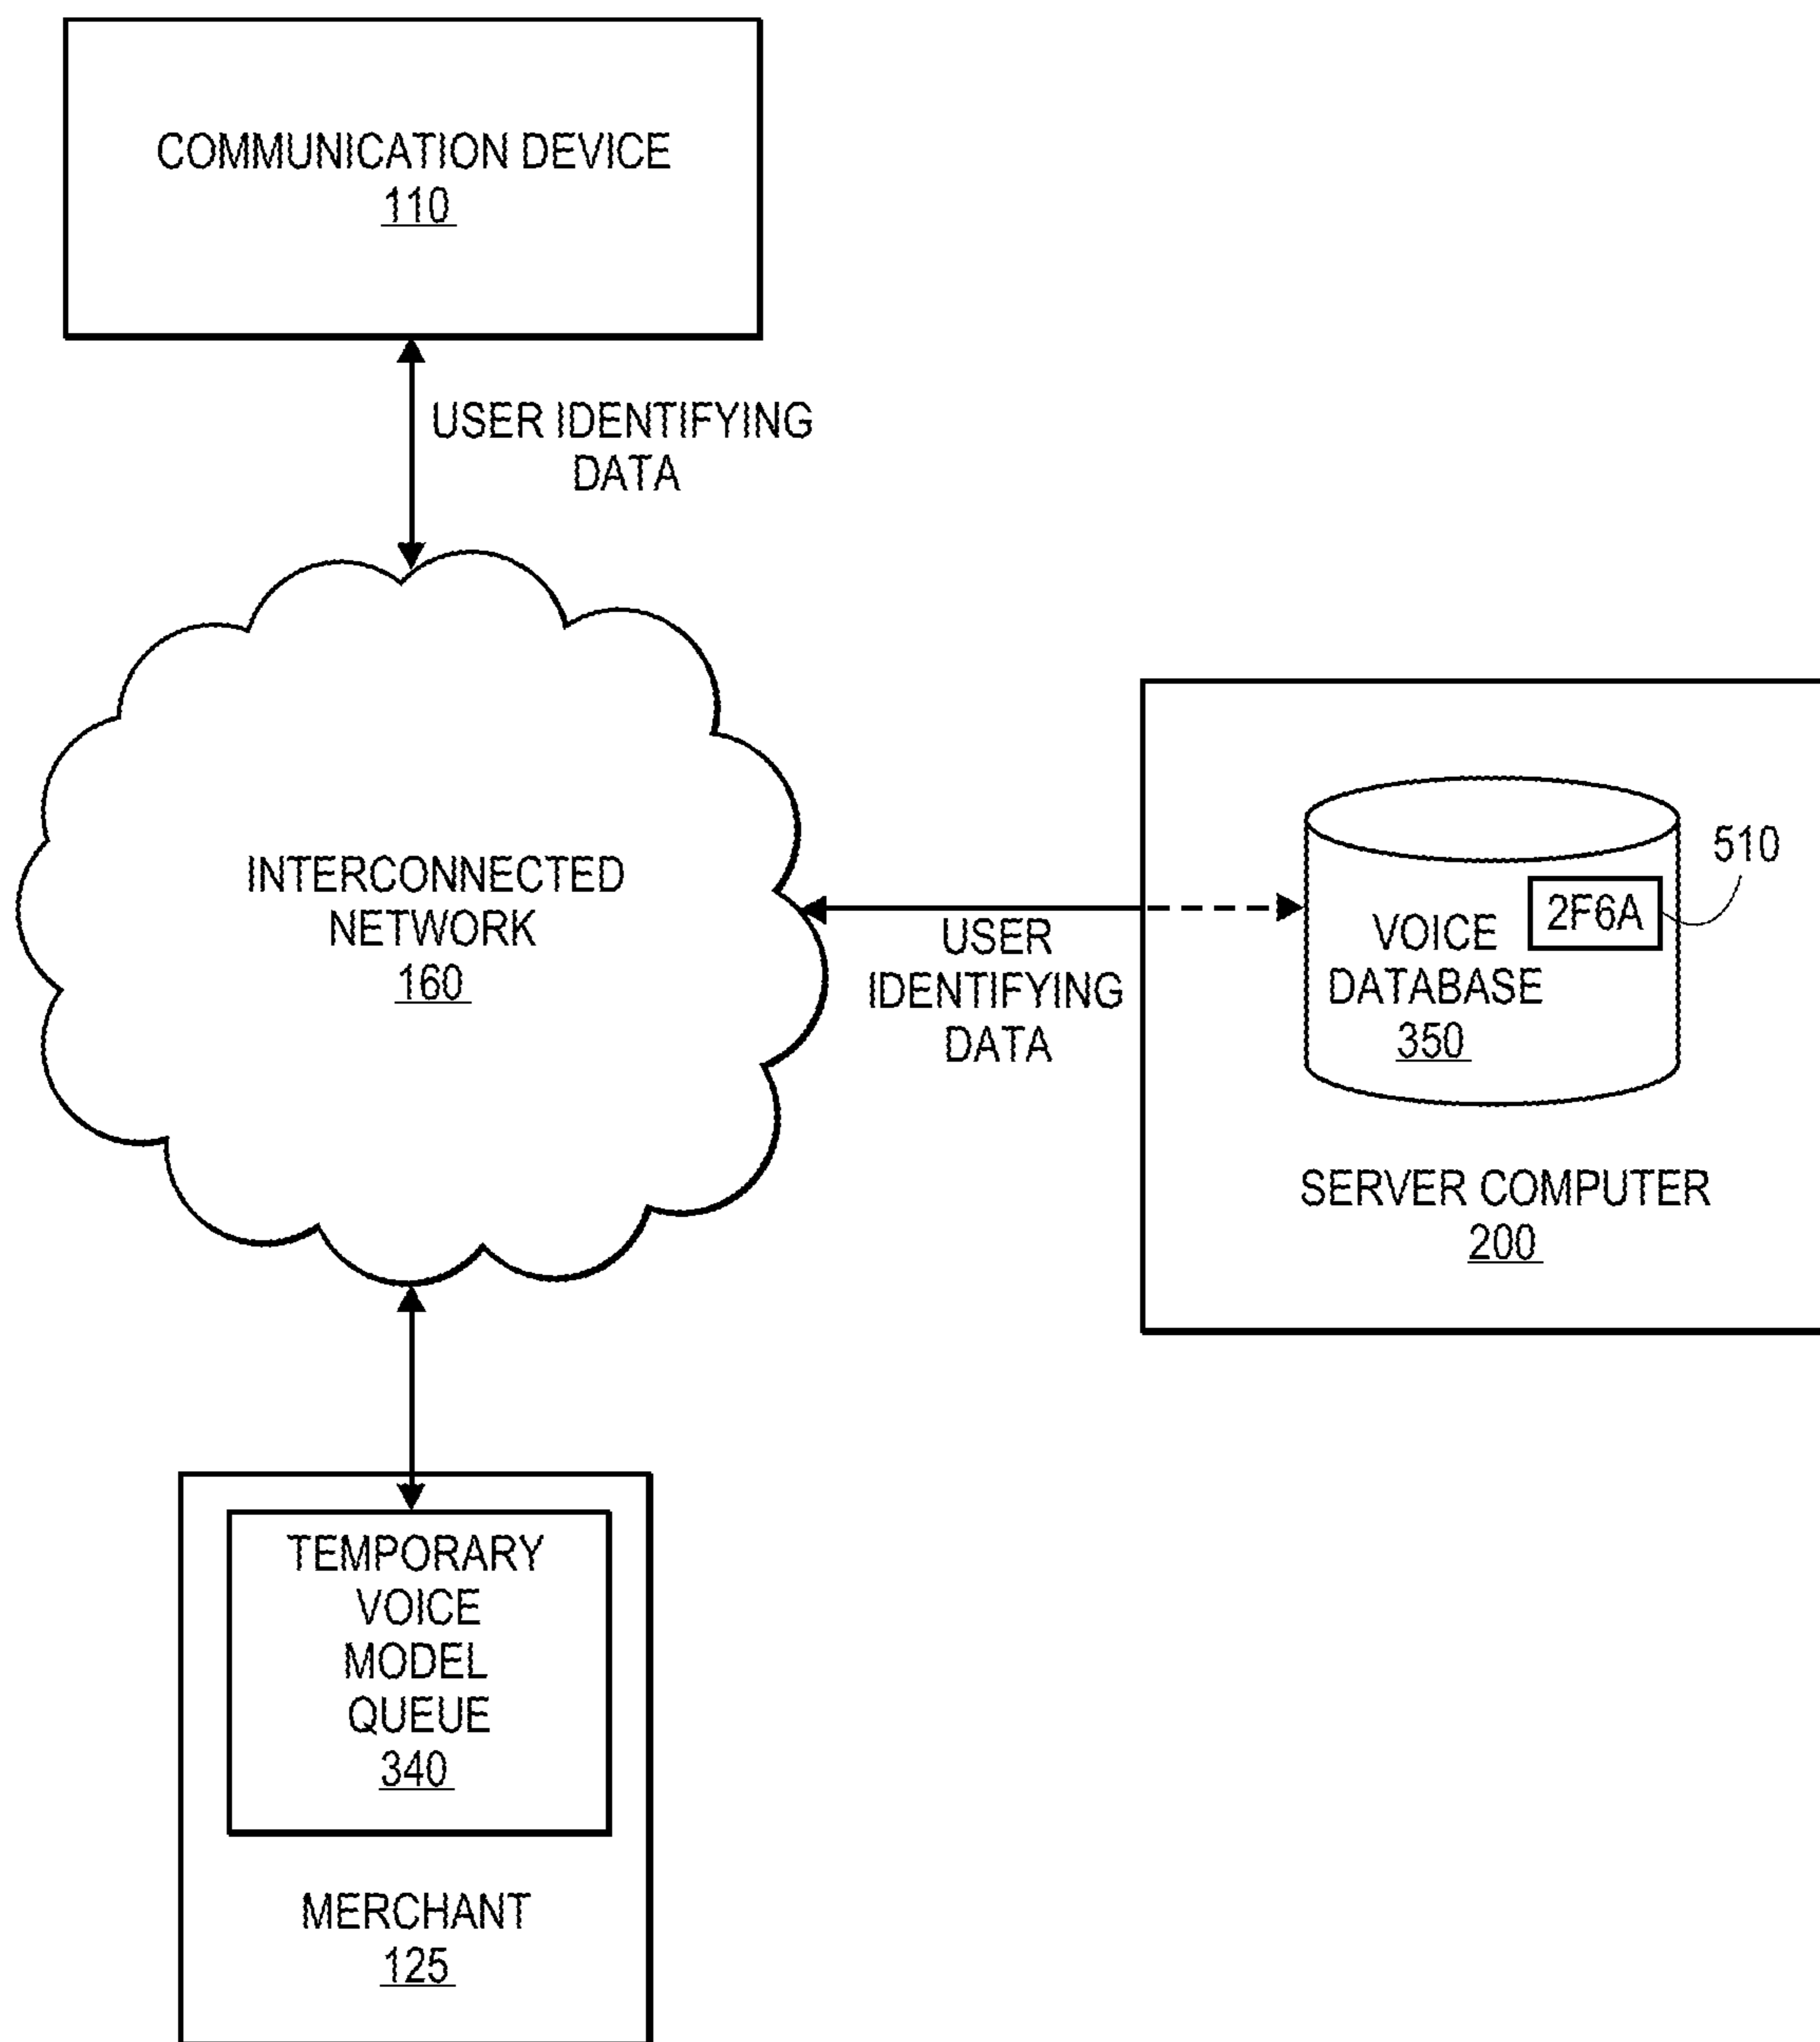 COMMUNICATION DEVICE
110
USER IDENTIFYING
DATA
INTERCONNECTED
NETWORK
160
USER
IDENTIFYING
DATA
510
2F6A
VOICE
DATABASE
350
SERVER COMPUTER
200
TEMPORARY
VOICE
MODEL
QUEUE
340
MERCHANT
125